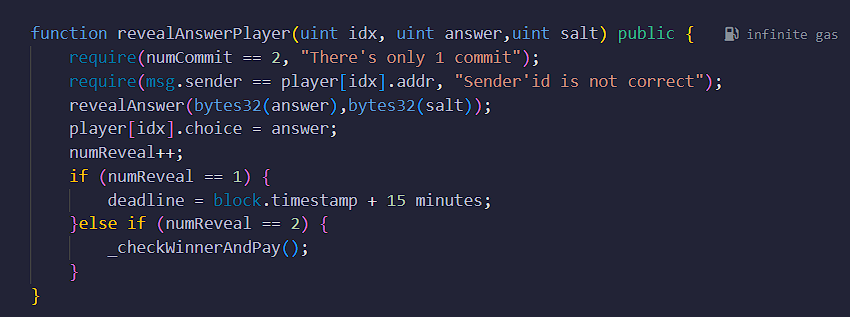 function revealAnswerPlayer(uint idx, uint answer,uint salt) public { infinite gas
require(numCommit == 2, "There's only 1 commit");
require(msg.sender == player[idx].addr, "Sender'id is not correct");
revealAnswer(bytes32(answer),bytes32(salt));
player[idx].choice = answer;
numReveal++;
if (numReveal == 1) {
deadline = block.timestamp + 15 minutes;
}else if (numReveal == 2) {
_checkWinnerAndPay();
}
}